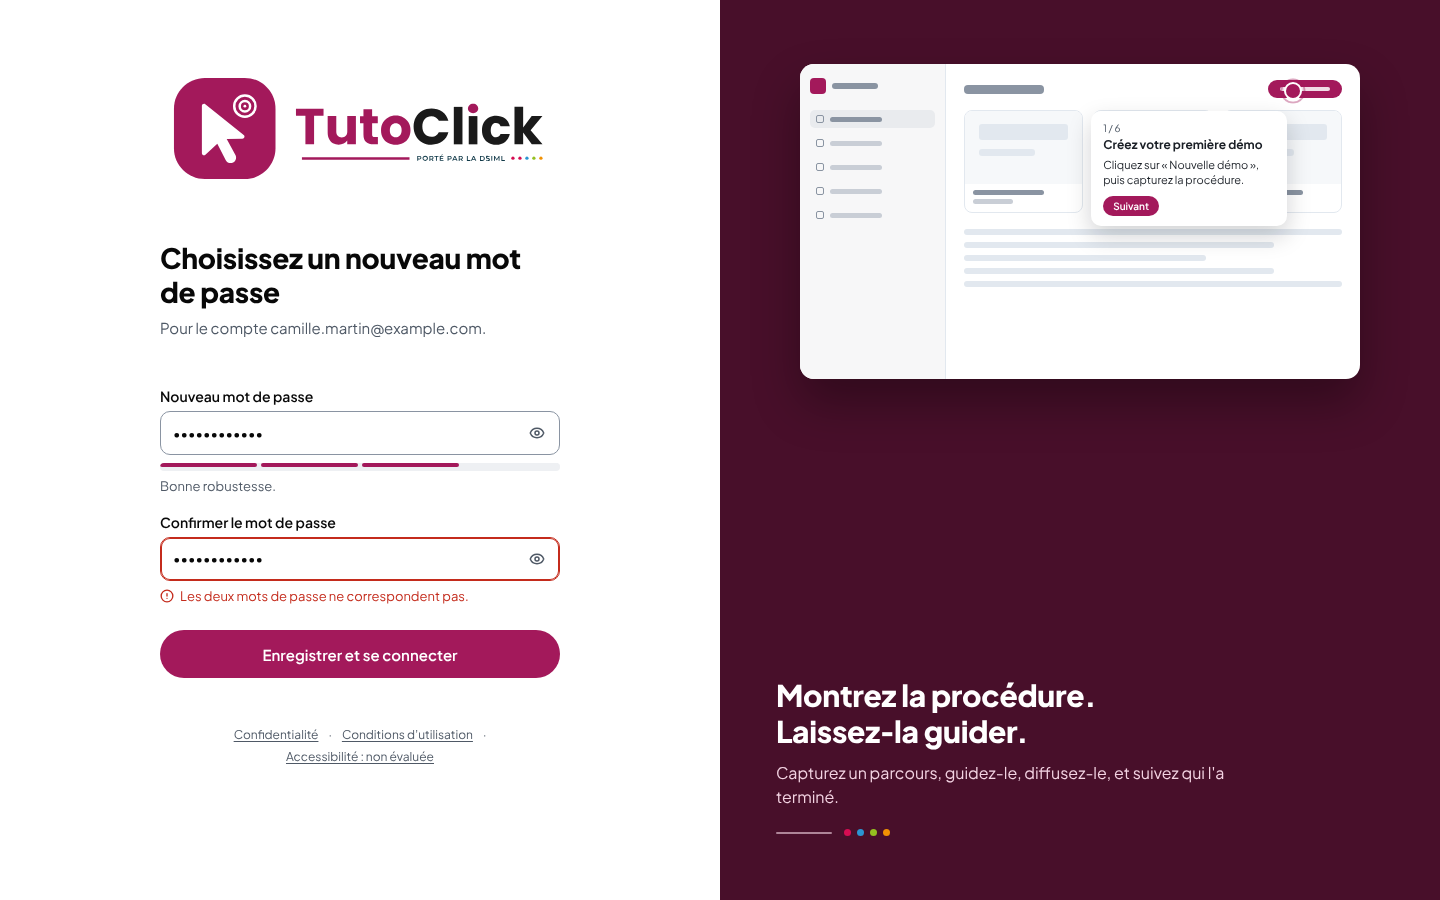 TutoClick
PORTÉ PAR LA DSIML
Choisissez un nouveau mot
de passe
Pour le compte camille.martin@example.com.
Nouveau mot de passe
Bonne robustesse.
Confirmer le mot de passe
Les deux mots de passe ne correspondent pas.
Enregistrer et se connecter
Confidentialité · Conditions d'utilisation ·
Accessibilité : non évaluée
1 / 6
Créez votre première démo
Cliquez sur « Nouvelle démo »,
puis capturez la procédure.
Suivant
Montrez la procédure.
Laissez-la guider.
Capturez un parcours, guidez-le, diffusez-le, et suivez qui l'a
terminé.